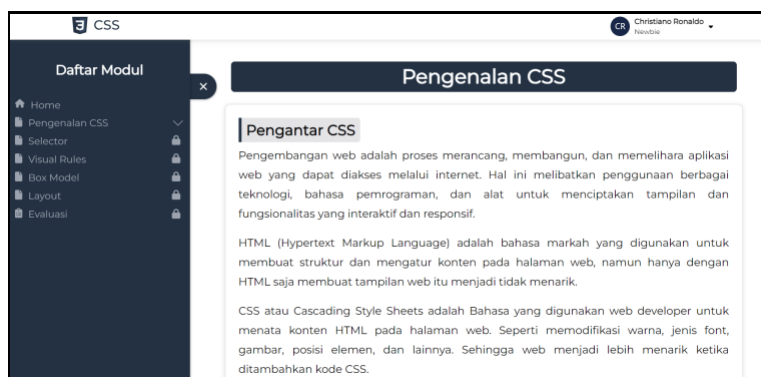 CSS
CR
Christiano Ronaldo
Newbie
Daftar Modul
Home
Pengenalan CSS
Selector
Visual Rules
Box Model
Layout
Evaluasi
×
Pengenalan CSS
Pengantar CSS
Pengembangan web adalah proses merancang, membangun, dan memelihara aplikasi
web yang dapat diakses melalui internet. Hal ini melibatkan penggunaan berbagai
teknologi, bahasa pemrograman, dan alat untuk menciptakan tampilan dan
fungsionalitas yang interaktif dan responsif.
HTML (Hypertext Markup Language) adalah bahasa markah yang digunakan untuk
membuat struktur dan mengatur konten pada halaman web, namun hanya dengan
HTML saja membuat tampilan web itu menjadi tidak menarik.
CSS atau Cascading Style Sheets adalah Bahasa yang digunakan web developer untuk
menata konten HTML pada halaman web. Seperti memodifikasi warna, jenis font,
gambar, posisi elemen, dan lainnya. Sehingga web menjadi lebih menarik ketika
ditambahkan kode CSS.